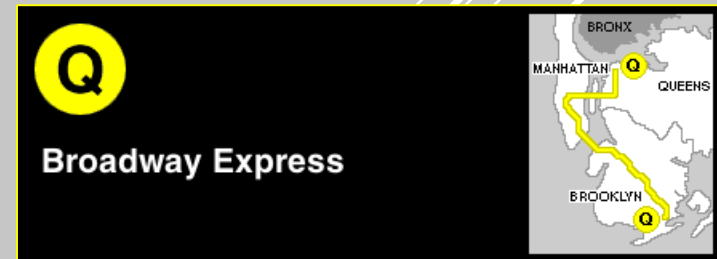 Q
Broadway Express
BRONX
MANHATTAN
Q
QUEENS
BROOKLYN
Q